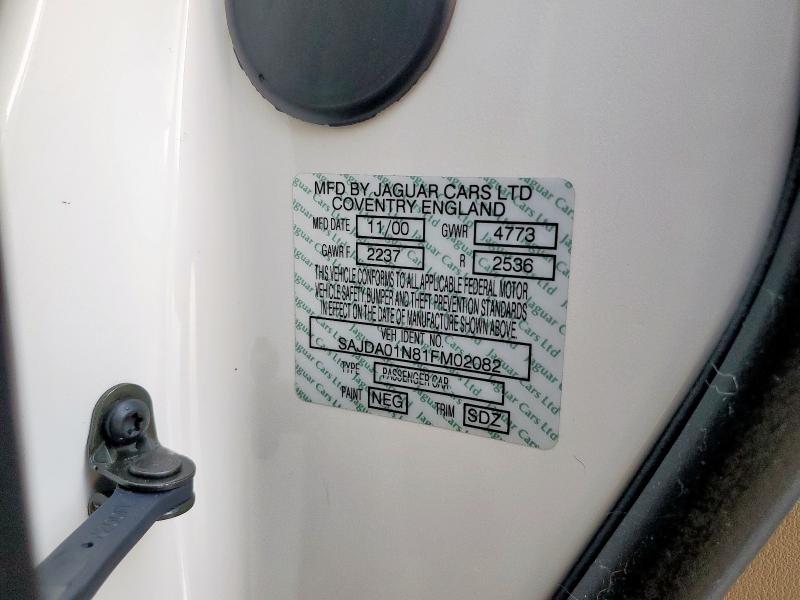 MFD BY JAGUAR CARS LTD
COVENTRY ENGLAND
MFD DATE 11/00 GVWR 4773
GAWR F 2237 R 2536
THIS VEHICLE CONFORMS TO ALL APPLICABLE FEDERAL MOTOR
VEHICLE SAFETY BUMPER AND THEFT PREVENTION STANDARDS
IN EFFECT ON THE DATE OF MANUFACTURE SHOWN ABOVE
VEH. IDENT. NO.
SAJDA01N81FM02082
TYPE PASSENGER CAR
PAINT NEG TRIM SDZ